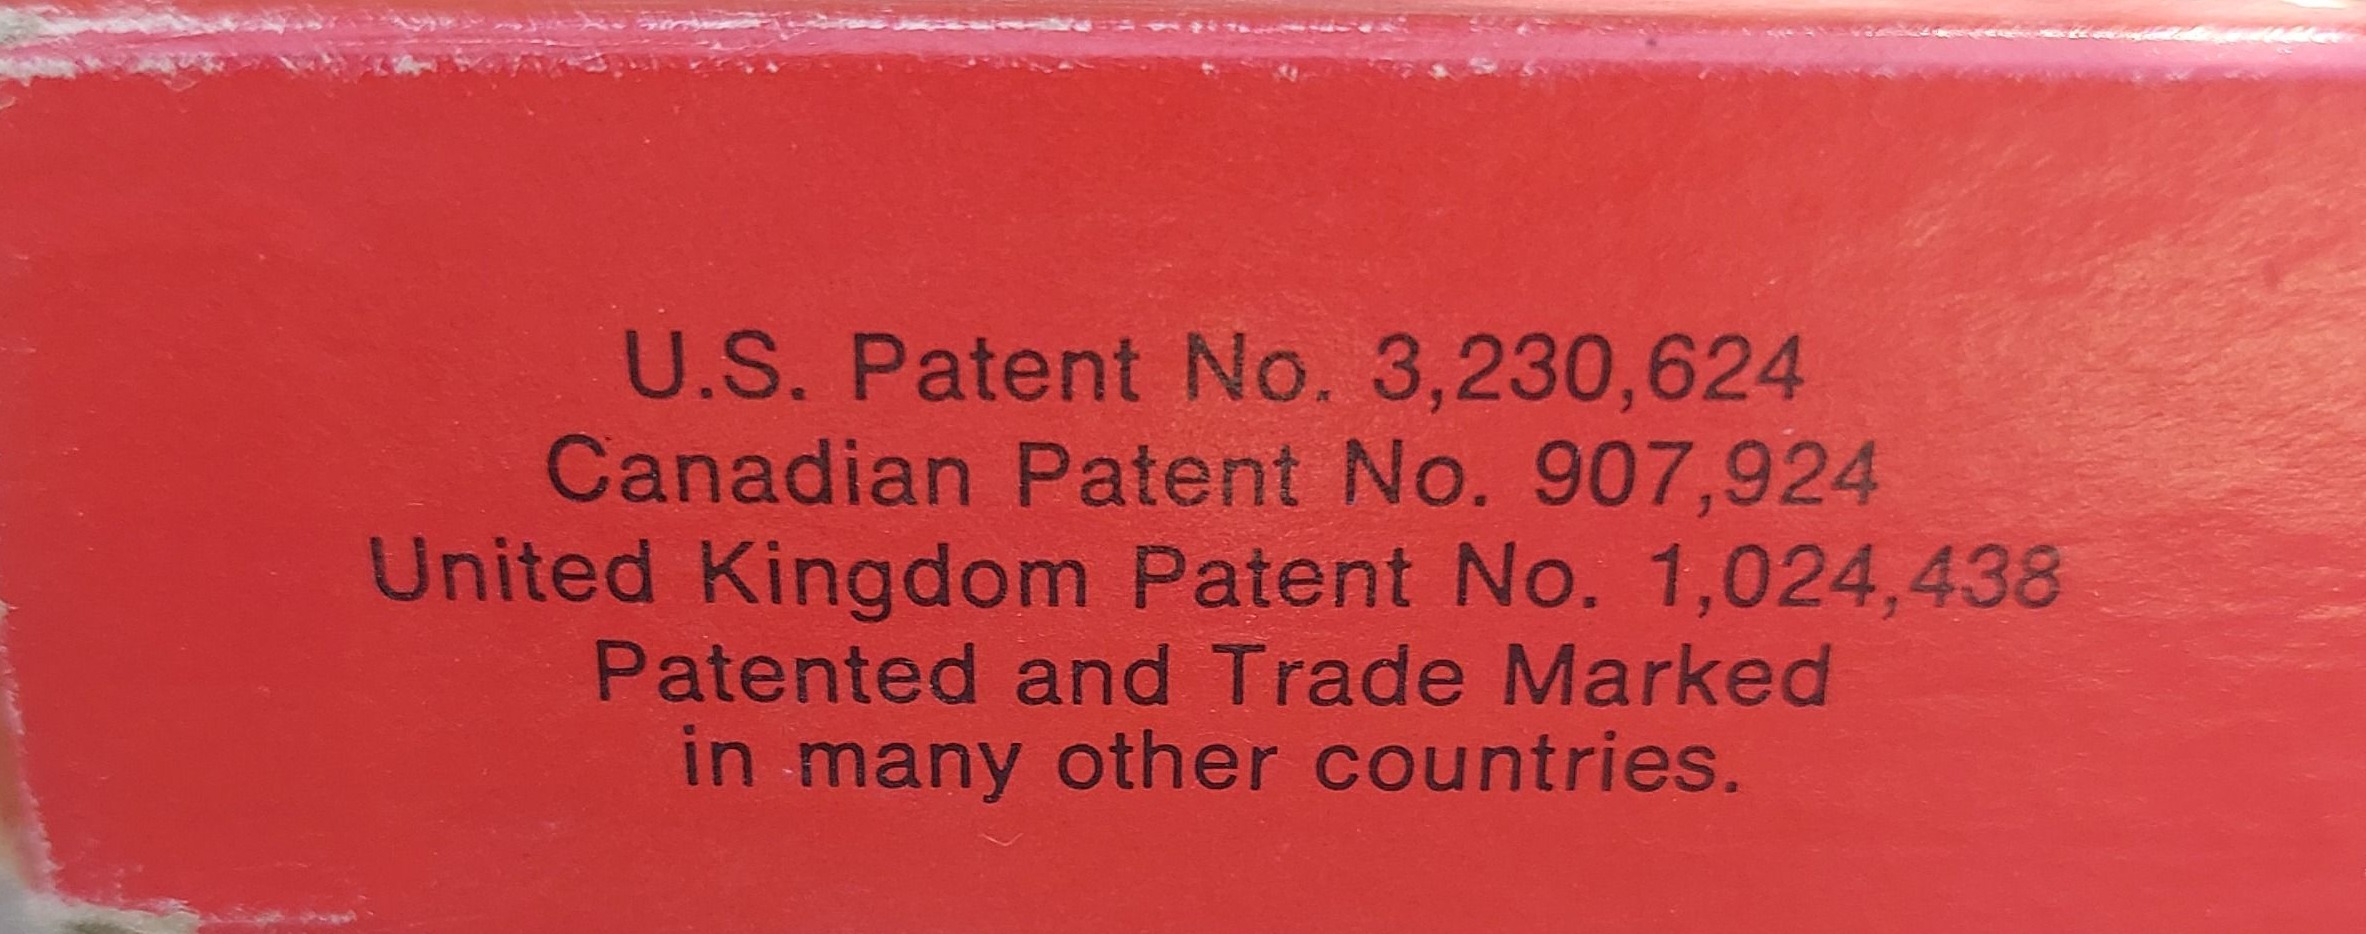 U.S. Patent No. 3,230,624
Canadian Patent No. 907,924
United Kingdom Patent No. 1,024,438
Patented and Trade Marked
in many other countries.